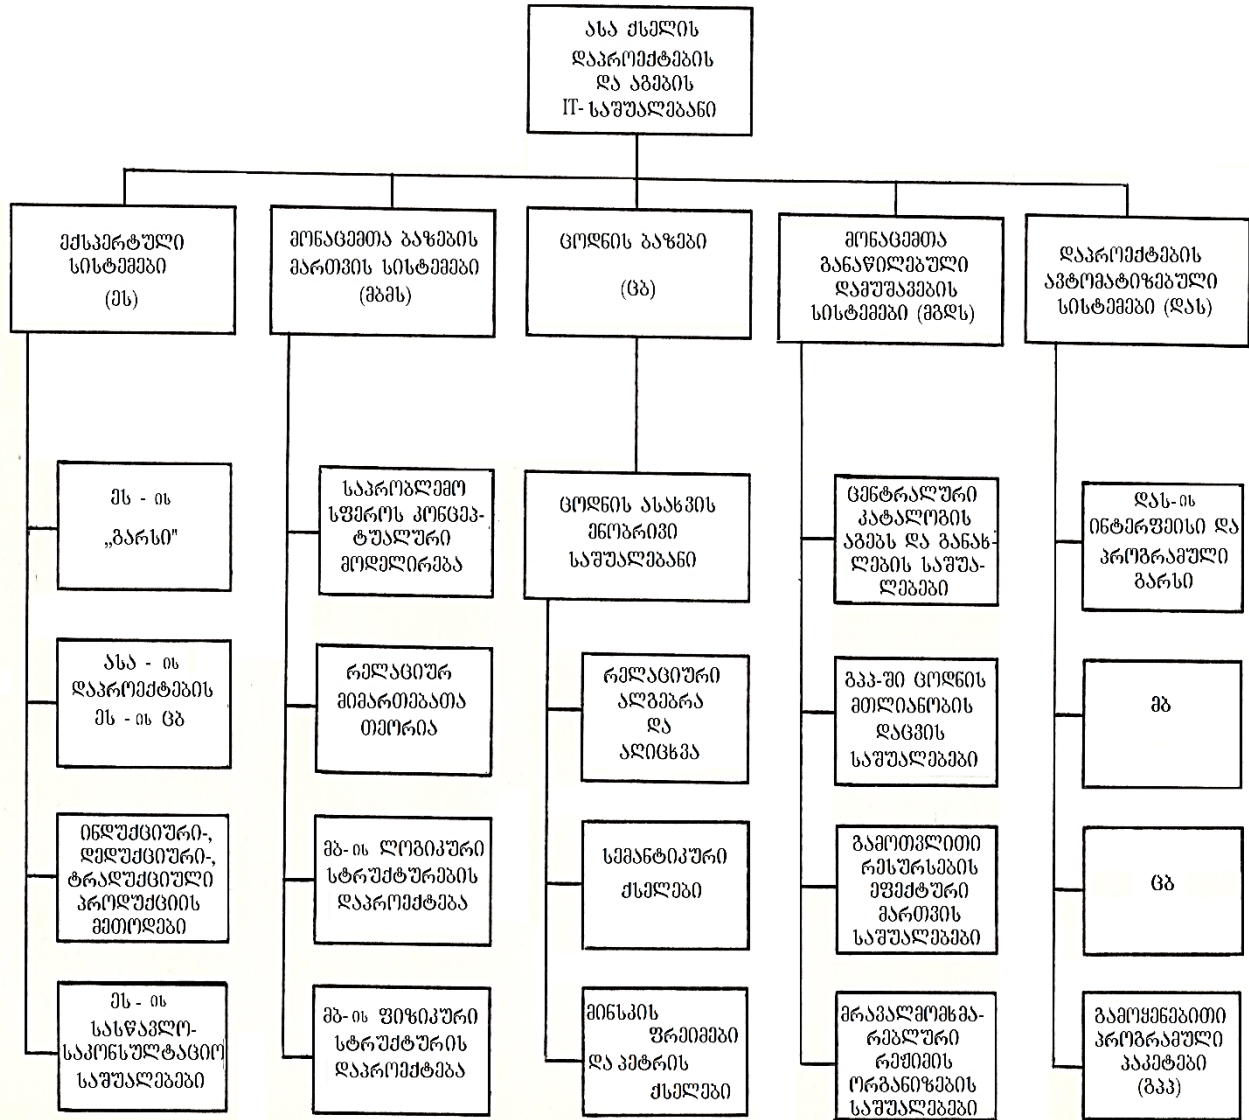 ასა ქსელის
დაპროექტების
და აგების
IT- საშუალებანი
ექსპერტული
სისტემები
(ეს)
მონაცემთა ბაზების
მართვის სისტემები
(მბმს)
ცოდნის ბაზები
(ცბ)
მონაცემთა
განაწილებული
დამუშავების
სისტემები (მგდს)
დაპროექტების
ავტომატიზებული
სისტემები (დას)
ეს - ის
„გარსი"
ასა - ის
დაპროექტების
ეს - ის ცბ
ინდუქციური-,
დედუქციური-,
ტრადუქციული
პროდუქციის
მეთოდები
ეს - ის
სასწავლო-
საკონსულტაციო
საშუალებები
საპრობლემო
სფეროს კონცეპ-
ტუალური
მოდელირება
რელაციურ
მიმართებათა
თეორია
მბ- ის ლოგიკური
სტრუქტურების
დაპროექტება
მბ- ის ფიზიკური
სტრუქტურის
დაპროექტება
ცოდნის ასახვის
ენობრივი
საშუალებანი
რელაციური
ალგებრა
და
აღიცხვა
სემანტიკური
ქსელები
მინსკის
ფრეიმები
და პეტრის
ქსელები
ცენტრალური
კატალოგის
აგებს და განახ-
ლების საშუა-
ლებები
გპპ-ში ცოდნის
მთლიანობის
დაცვის
საშუალებები
გამოთვლითი
რესურსების
ეფექტური
მართვის
საშუალებები
მრავალმომხმა-
რებლური
რეჟიმის
ორგანიზების
საშუალებები
დას-ის
ინტერფეისი და
პროგრამული
გარსი
მბ
ცბ
გამოყენებითი
პროგრამული
პაკეტები
(გპპ)